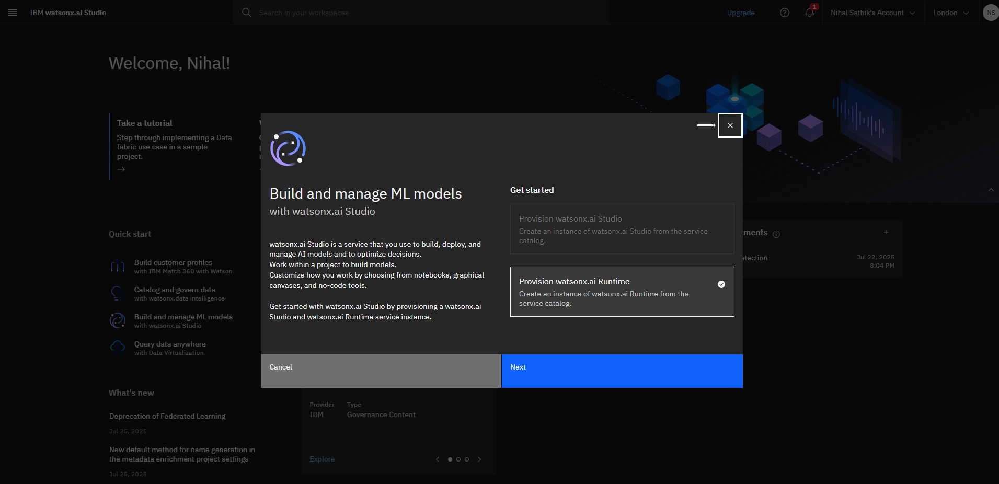 IBM watsonx.ai Studio
Search in your workspaces
Upgrade
1
Nihal Sathik's Account
London
NS
Welcome, Nihal!
Take a tutorial
Step through implementing a Data
fabric use case in a sample
project.
Build and manage ML models
with watsonx.ai Studio
watsonx.ai Studio is a service that you use to build, deploy, and
manage AI models and to optimize decisions.
Work within a project to build models.
Customize how you work by choosing from notebooks, graphical
canvases, and no-code tools.
Get started with watsonx.ai Studio by provisioning a watsonx.ai
Studio and watsonx.ai Runtime service instance.
Get started
Provision watsonx.ai Studio
Create an instance of watsonx.ai Studio from the service
catalog.
Provision watsonx.ai Runtime
Create an instance of watsonx.ai Runtime from the
service catalog.
Cancel
Next
Quick start
Build customer profiles
with IBM Match 360 with Watson
Catalog and govern data
with watsonx.data intelligence
Build and manage ML models
with watsonx.ai Studio
Query data anywhere
with Data Virtualization
ments
etection
Jul 22, 2025
8:04 PM
What's new
Deprecation of Federated Learning
Jul 25, 2025
New default method for name generation in
the metadata enrichment project settings
Jul 25, 2025
Provider
Type
IBM
Governance Content
Explore